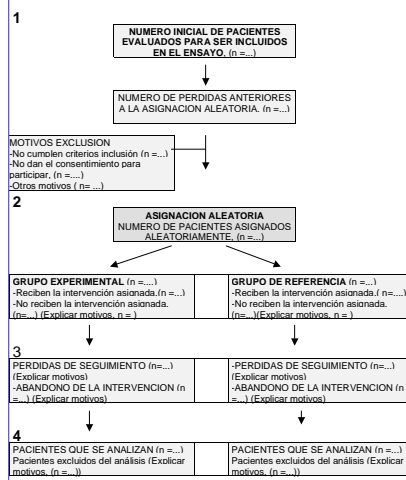 1
NUMERO INICIAL DE PACIENTES
EVALUADOS PARA SER INCLUIDOS
EN EL ENSAYO, (n =...)
NUMERO DE PERDIDAS ANTERIORES
A LA ASIGNACION ALEATORIA. (n =...)
MOTIVOS EXCLUSION
-No cumplen criterios inclusión (n =...)
-No dan el consentimiento para
participar, (n =....)
-Otros motivos ( n= ...)
2
ASIGNACION ALEATORIA
NUMERO DE PACIENTES ASIGNADOS
ALEATORIAMENTE, (n =...)
GRUPO EXPERIMENTAL (n =....)
-Reciben la intervención asignada.(n =...)
-No reciben la intervención asignada.
(n=...) (Explicar motivos, n = )
GRUPO DE REFERENCIA (n =...)
-Reciben la intervención asignada.( n=....)
-No reciben la intervención asignada.
(n=...)(Explicar motivos, n = )
3
PERDIDAS DE SEGUIMIENTO (n=...)
(Explicar motivos)
-ABANDONO DE LA INTERVENCION (n
=...) (Explicar motivos)
-PERDIDAS DE SEGUIMIENTO (n=...)
(Explicar motivos)
-ABANDONO DE LA INTERVENCION (n
=...) (Explicar motivos)
4
PACIENTES QUE SE ANALIZAN (n =...)
Pacientes excluidos del análisis (Explicar
motivos, (n =...))
PACIENTES QUE SE ANALIZAN (n =...)
Pacientes excluidos del análisis (Explicar
motivos, (n =...))